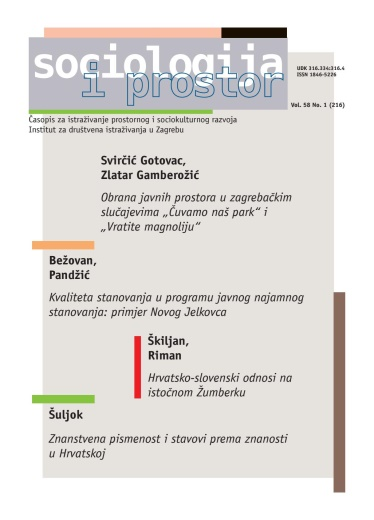 sociologija
i prostor
UDK 316.334:316.4
ISSN 1846-5226
Vol. 58 No. 1 (216)
Časopis za istraživanje prostornog i sociokulturnog razvoja
Institut za društvena istraživanja u Zagrebu
Svirčić Gotovac,
Zlatar Gamberožić
Obrana javnih prostora u zagrebačkim
slučajevima „Čuvamo naš park“ i
„Vratite magnoliju“
Bežovan,
Pandžić
Kvaliteta stanovanja u programu javnog najamnog
stanovanja: primjer Novog Jelkovca
Škiljan,
Riman
Hrvatsko-slovenski odnosi na
istočnom Žumberku
Šuljok
Znanstvena pismenost i stavovi prema znanosti
u Hrvatskoj